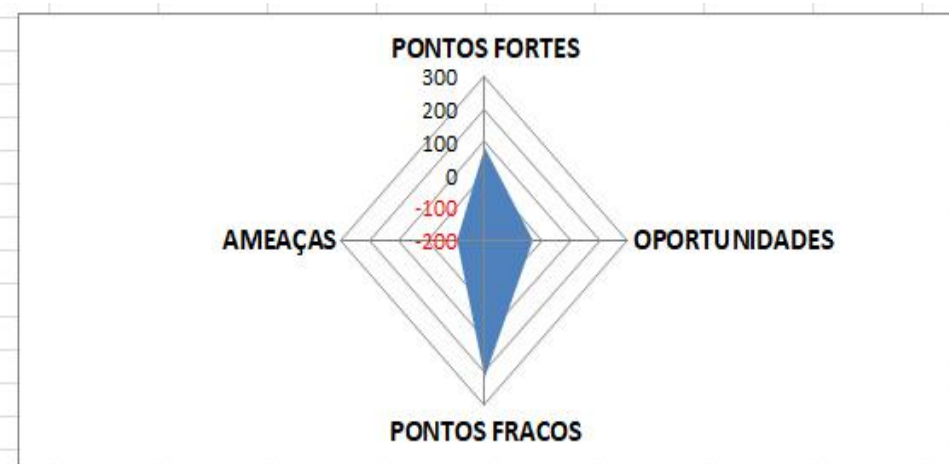 PONTOS FORTES
300
200
100
0
-100
-200
AMEAÇAS
OPORTUNIDADES
PONTOS FRACOS